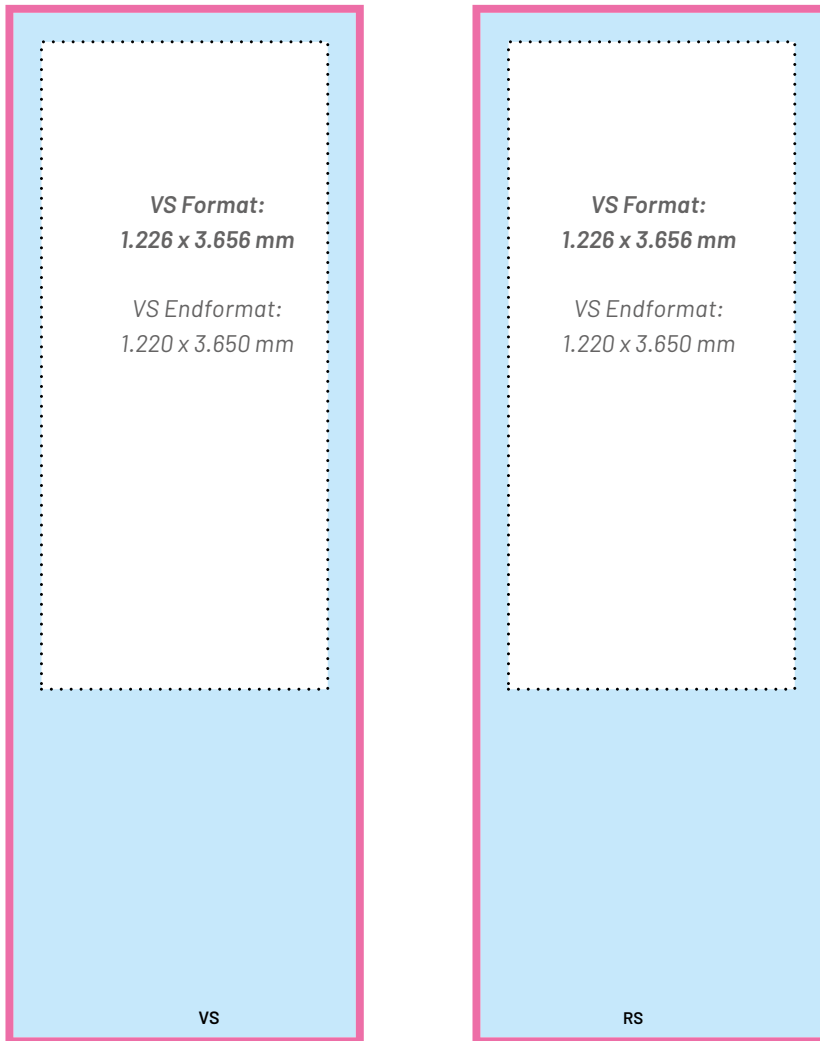 VS Format:
1.226 x 3.656 mm
VS Endformat:
1.220 x 3.650 mm
VS
VS Format:
1.226 x 3.656 mm
VS Endformat:
1.220 x 3.650 mm
RS